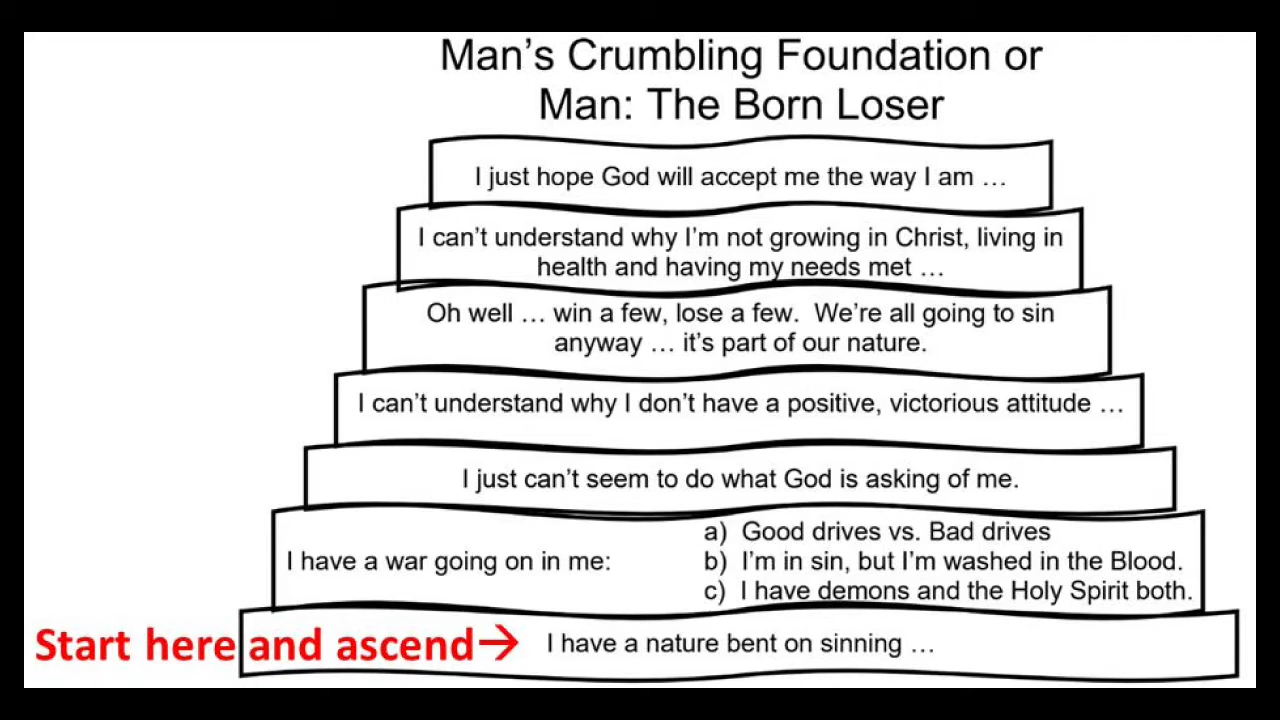 Man’s Crumbling Foundation or
Man: The Born Loser
I just hope God will accept me the way I am …
I can’t understand why I’m not growing in Christ, living in
health and having my needs met …
Oh well … win a few, lose a few. We’re all going to sin
anyway … it’s part of our nature.
I can’t understand why I don’t have a positive, victorious attitude …
I just can’t seem to do what God is asking of me.
I have a war going on in me:
a) Good drives vs. Bad drives
b) I’m in sin, but I’m washed in the Blood.
c) I have demons and the Holy Spirit both.
Start here and ascend→ I have a nature bent on sinning …